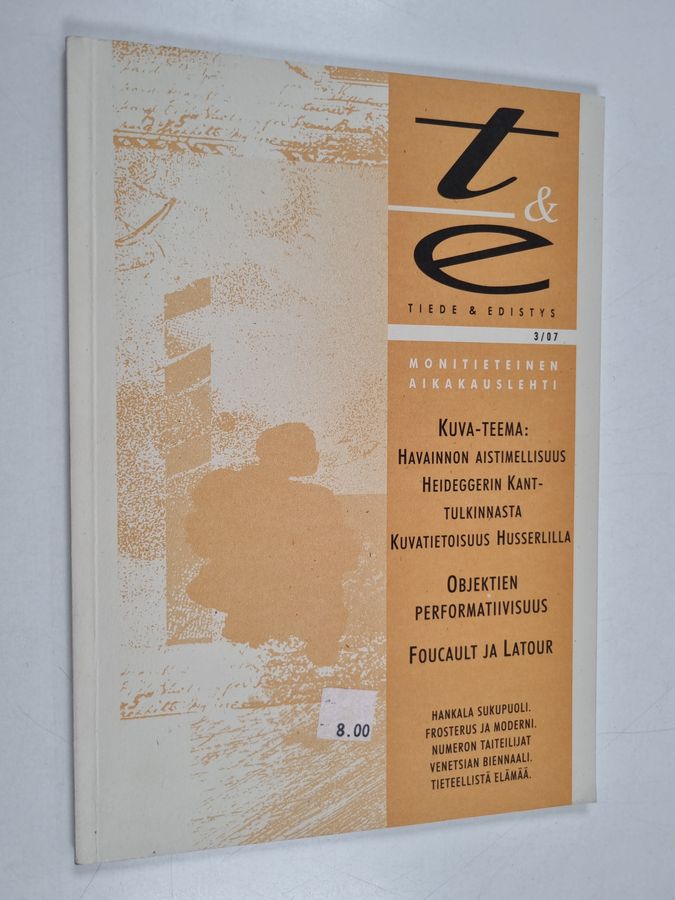 t
&
e
TIEDE & EDISTYS
3/07
MONITIETEINEN
AIKAKAUSLEHTI
KUVA-TEEMA:
HAVAINNON AISTIMELLISUUS
HEIDEGGERIN KANT-
TULKINNASTA
KUVATIETOISUUS HUSSERLILLA
OBJEKTIEN
PERFORMATIIVISUUS
FOUCAULT JA LATOUR
HANKALA SUKUPUOLI.
FROSTERUS JA MODERNI.
NUMERON TAITEILIJAT
VENETSIAN BIENNAALI.
TIETEELLISTÄ ELÄMÄÄ.
8.00